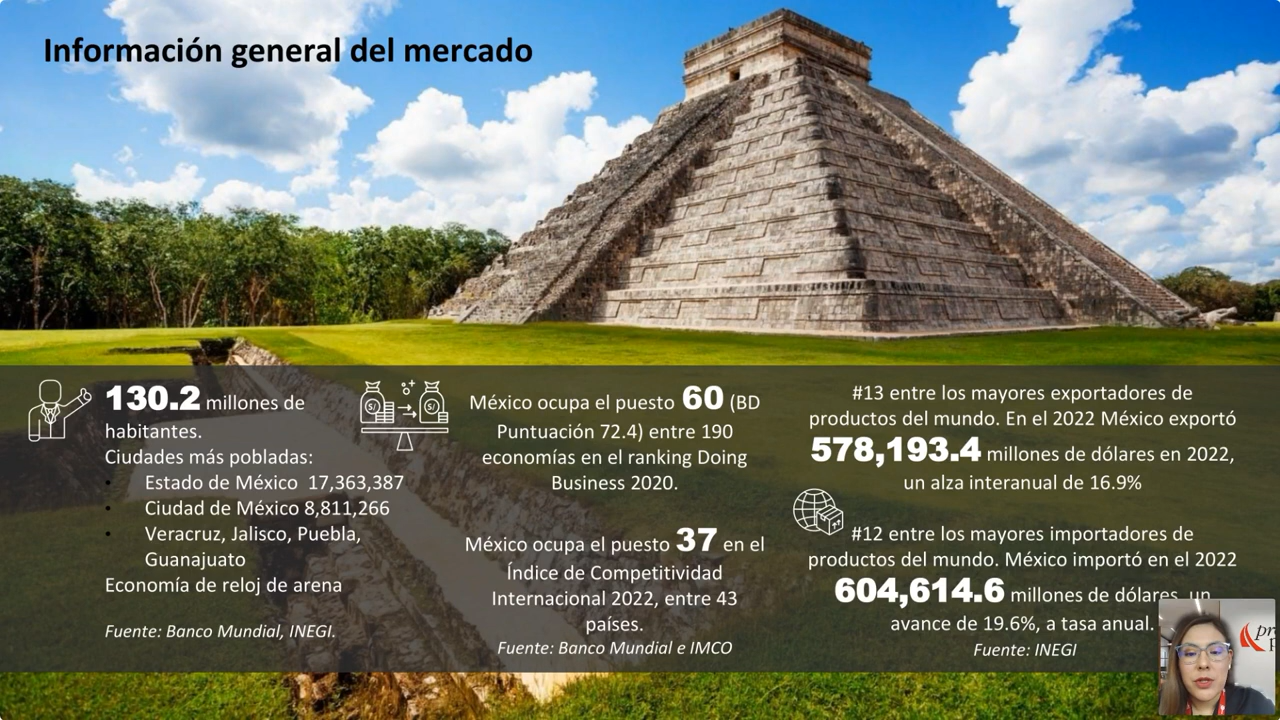 Información general del mercado
130.2 millones de
habitantes.
Ciudades más pobladas:
• Estado de México 17,363,387
• Ciudad de México 8,811,266
• Veracruz, Jalisco, Puebla,
Guanajuato
Economía de reloj de arena
Fuente: Banco Mundial, INEGI.
S/ S/
México ocupa el puesto 60 (BD
Puntuación 72.4) entre 190
economías en el ranking Doing
Business 2020.
México ocupa el puesto 37 en el
Índice de Competitividad
Internacional 2022, entre 43
países.
Fuente: Banco Mundial e IMCO
#13 entre los mayores exportadores de
productos del mundo. En el 2022 México exportó
578,193.4 millones de dólares en 2022,
un alza interanual de 16.9%
#12 entre los mayores importadores de
productos del mundo. México importó en el 2022
604,614.6 millones de dólares, un
avance de 19.6%, a tasa anual.
Fuente: INEGI